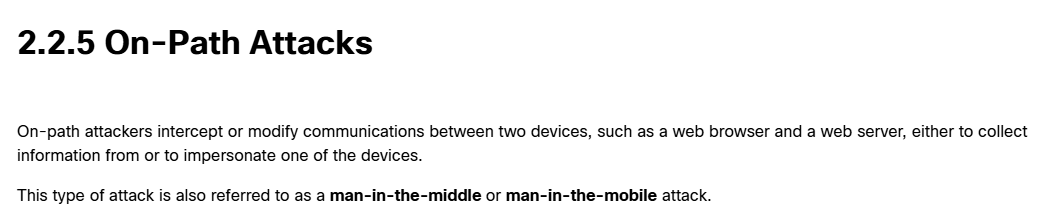 2.2.5 On-Path Attacks
On-path attackers intercept or modify communications between two devices, such as a web browser and a web server, either to collect
information from or to impersonate one of the devices.
This type of attack is also referred to as a man-in-the-middle or man-in-the-mobile attack.